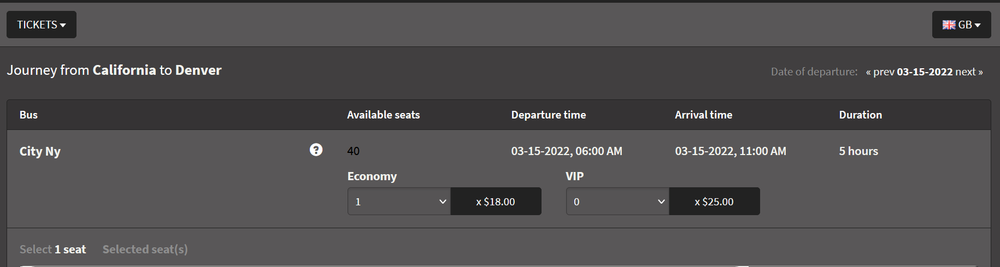 TICKETS
GB
Journey from California to Denver
Date of departure: « prev 03-15-2022 next »
Bus Available seats Departure time Arrival time Duration
City Ny ? 40 03-15-2022, 06:00 AM 03-15-2022, 11:00 AM 5 hours
Economy VIP
1 x $18.00 0 x $25.00
Select 1 seat Selected seat(s)